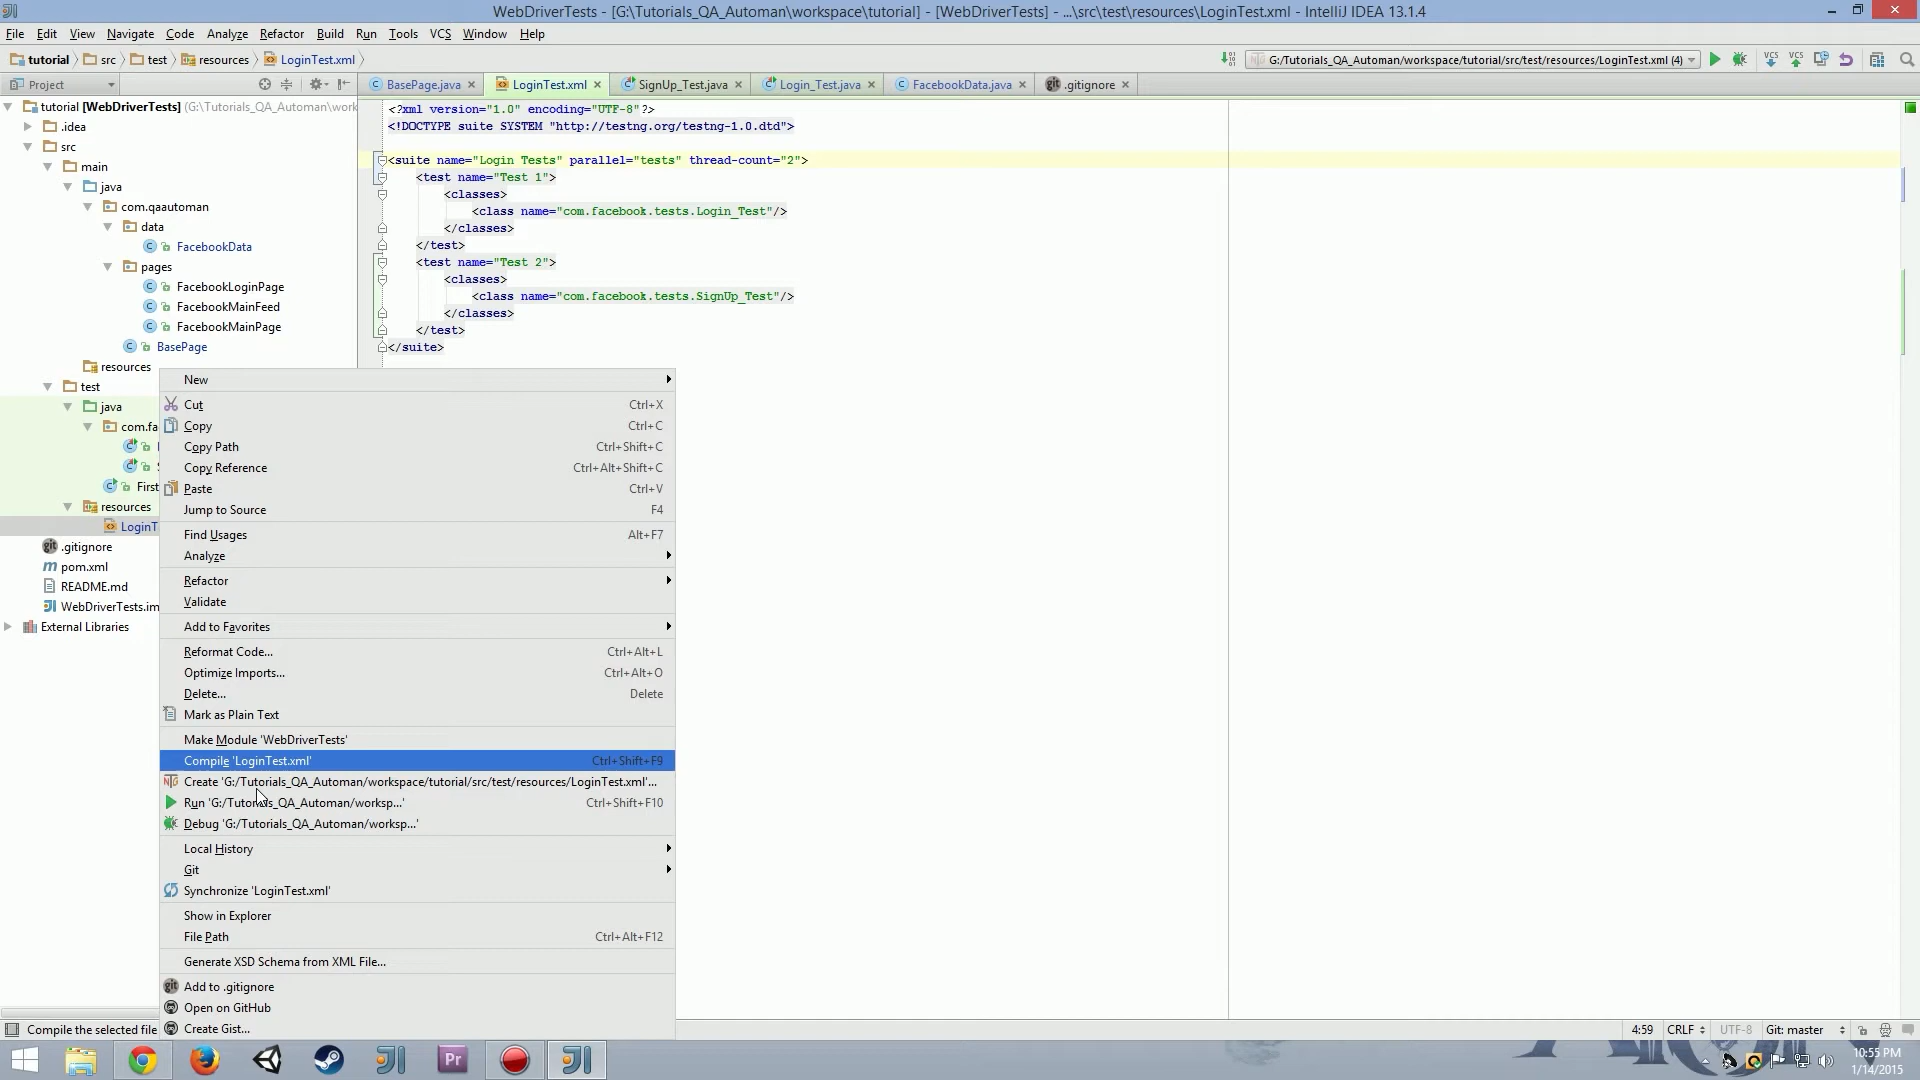 WebDriverTests - [G:\Tutorials_QA_Automan\workspace\tutorial] - [WebDriverTests] - ...\src\test\resources\LoginTest.xml - IntelliJ IDEA 13.1.4
File Edit View Navigate Code Analyze Refactor Build Run Tools VCS Window Help
tutorial src test resources LoginTest.xml
G:/Tutorials_QA_Automan/workspace/tutorial/src/test/resources/LoginTest.xml (4)
VCS VCS
Project
BasePage.java LoginTest.xml SignUp_Test.java Login_Test.java FacebookData.java .gitignore
tutorial [WebDriverTests] (G:\Tutorials_QA_Automan\work
.idea
src
main
java
com.qaautoman
data
FacebookData
pages
FacebookLoginPage
FacebookMainFeed
FacebookMainPage
BasePage
resources
test
java
com.fa
First
resources
LoginT
.gitignore
pom.xml
README.md
WebDriverTests.im
External Libraries
<?xml version="1.0" encoding="UTF-8"?>
<!DOCTYPE suite SYSTEM "http://testng.org/testng-1.0.dtd">
<suite name="Login Tests" parallel="tests" thread-count="2">
<test name="Test 1">
<classes>
<class name="com.facebook.tests.Login_Test"/>
</classes>
</test>
<test name="Test 2">
<classes>
<class name="com.facebook.tests.SignUp_Test"/>
</classes>
</test>
</suite>
New
Cut Ctrl+X
Copy Ctrl+C
Copy Path Ctrl+Shift+C
Copy Reference Ctrl+Alt+Shift+C
Paste Ctrl+V
Jump to Source F4
Find Usages Alt+F7
Analyze
Refactor
Validate
Add to Favorites
Reformat Code... Ctrl+Alt+L
Optimize Imports... Ctrl+Alt+O
Delete... Delete
Mark as Plain Text
Make Module 'WebDriverTests'
Compile 'LoginTest.xml' Ctrl+Shift+F9
Create 'G:/Tutorials_QA_Automan/workspace/tutorial/src/test/resources/LoginTest.xml'...
Run 'G:/Tutorials_QA_Automan/worksp...' Ctrl+Shift+F10
Debug 'G:/Tutorials_QA_Automan/worksp...'
Local History
Git
Synchronize 'LoginTest.xml'
Show in Explorer
File Path Ctrl+Alt+F12
Generate XSD Schema from XML File...
Add to .gitignore
Open on GitHub
Create Gist...
Compile the selected file
4:59 CRLF UTF-8 Git: master
Pr
10:55 PM
1/14/2015